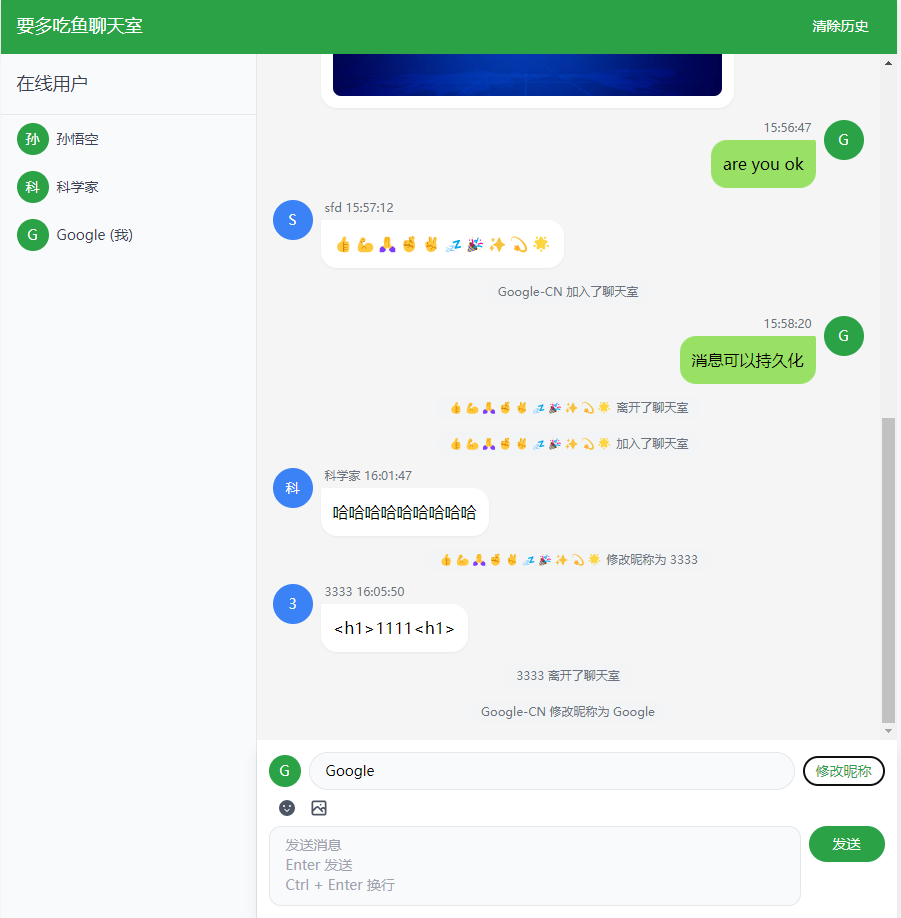 要多吃鱼聊天室
清除历史
在线用户
孙 孙悟空
科 科学家
G Google (我)
15:56:47
G
are you ok
S
sfd 15:57:12
👍💪🙏✌✌💤🎉✨💫🌟
Google-CN 加入了聊天室
15:58:20
G
消息可以持久化
👍💪🙏✌✌💤🎉✨💫🌟 离开了聊天室
👍💪🙏✌✌💤🎉✨💫🌟 加入了聊天室
科
科学家 16:01:47
哈哈哈哈哈哈哈哈哈
👍💪🙏✌✌💤🎉✨💫🌟 修改昵称为 3333
3
3333 16:05:50
<h1>1111<h1>
3333 离开了聊天室
Google-CN 修改昵称为 Google
G
Google
修改昵称
发送消息
Enter 发送
Ctrl + Enter 换行
发送